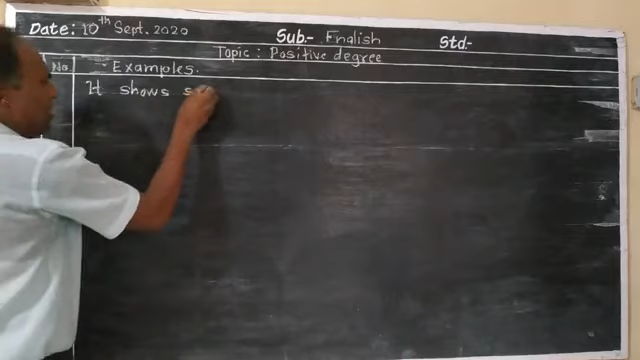 Date: 10th Sept. 2020 Sub.- English Std-
Topic : Positive degree
No Examples.
It shows